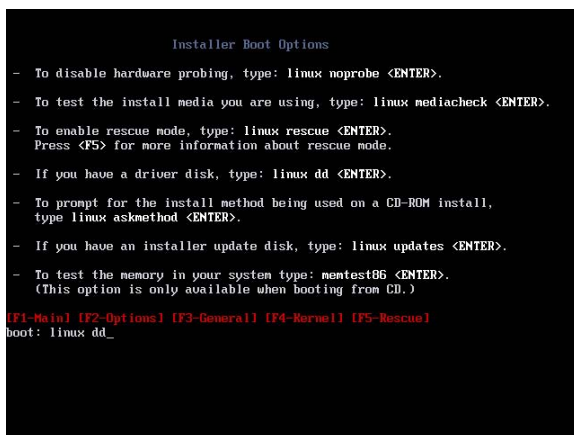 Installer Boot Options
-  To disable hardware probing, type: linux noprobe <ENTER>.
-  To test the install media you are using, type: linux mediacheck <ENTER>.
-  To enable rescue mode, type: linux rescue <ENTER>.
Press <F5> for more information about rescue mode.
-  If you have a driver disk, type: linux dd <ENTER>.
-  To prompt for the install method being used on a CD-ROM install,
type linux askmethod <ENTER>.
-  If you have an installer update disk, type: linux updates <ENTER>.
-  To test the memory in your system type: memtest86 <ENTER>.
(This option is only available when booting from CD.)
[F1-Main] [F2-Options] [F3-General] [F4-Kernel] [F5-Rescue]
boot: linux dd_